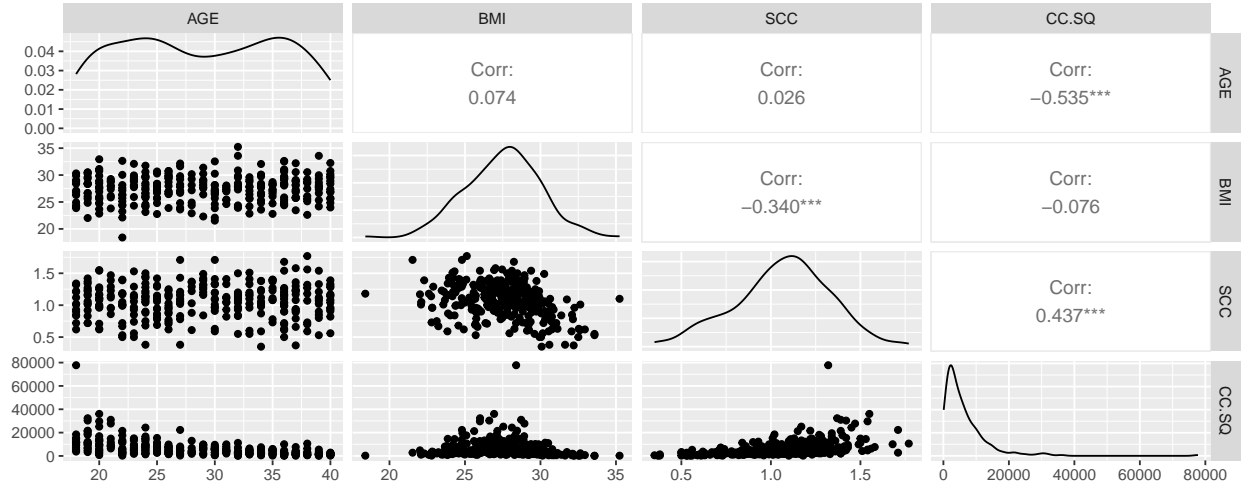 AGE BMI SCC CC.SQ
0.04
0.03
0.02
0.01
0.00
Corr:
0.074
Corr:
0.026
Corr:
−0.535***
AGE
35
30
25
20
Corr:
−0.340***
Corr:
−0.076
BMI
1.5
1.0
0.5
Corr:
0.437***
SCC
80000
60000
40000
20000
0
CC.SQ
20 25 30 35 40
20 25 30 35
0.5 1.0 1.5
0 20000 40000 60000 80000